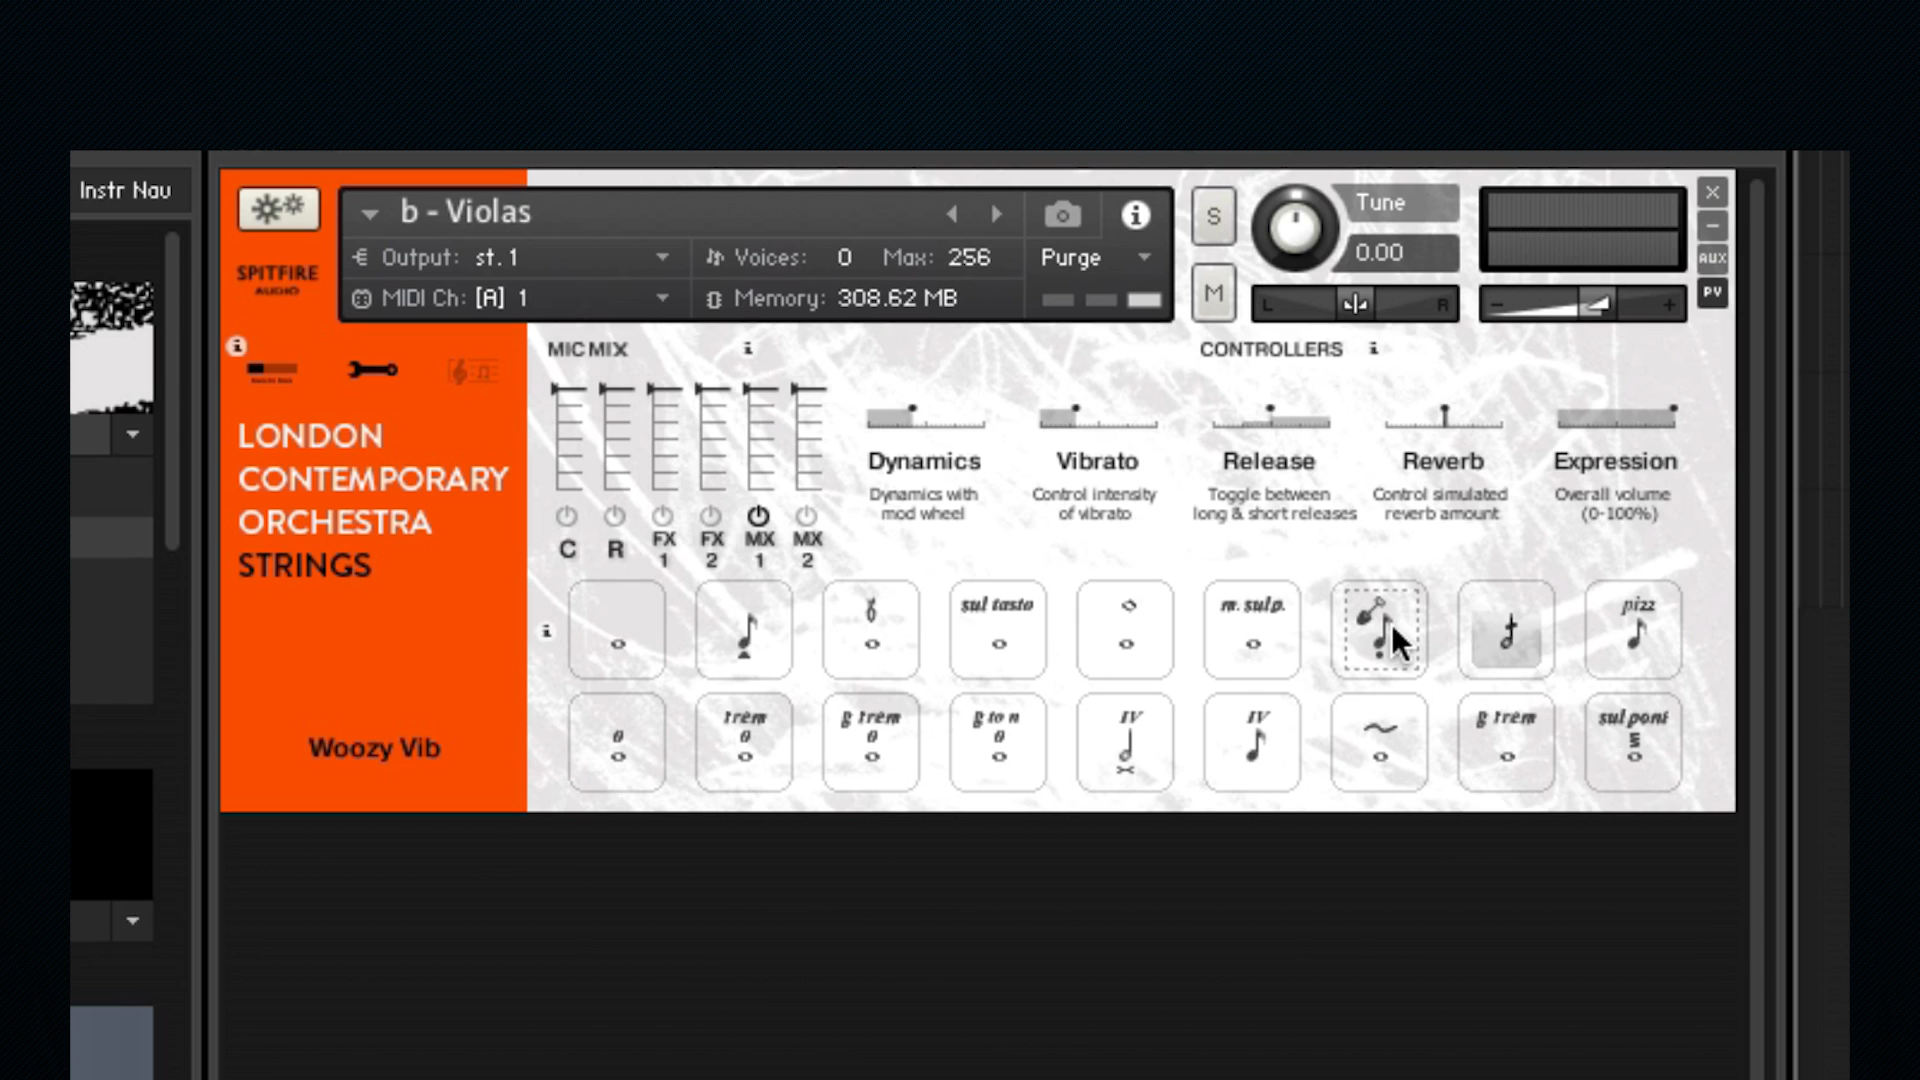 Instr Nav
b - Violas
Output: st. 1
Voices: 0 Max: 256
Purge
MIDI Ch: [A] 1
Memory: 308.62 MB
S
M
Tune
0.00
L R
- +
X
AUX
PV
SPITFIRE
AUDIO
LONDON
CONTEMPORARY
ORCHESTRA
STRINGS
Woozy Vib
MIC MIX
CONTROLLERS
C R FX 1 FX 2 MX 1 MX 2
Dynamics
Dynamics with
mod wheel
Vibrato
Control intensity
of vibrato
Release
Toggle between
long & short releases
Reverb
Control simulated
reverb amount
Expression
Overall volume
(0-100%)
sul tasto
m. sulp.
pizz
trem
g trem
g to n
IV
IV
g trem
sul pont